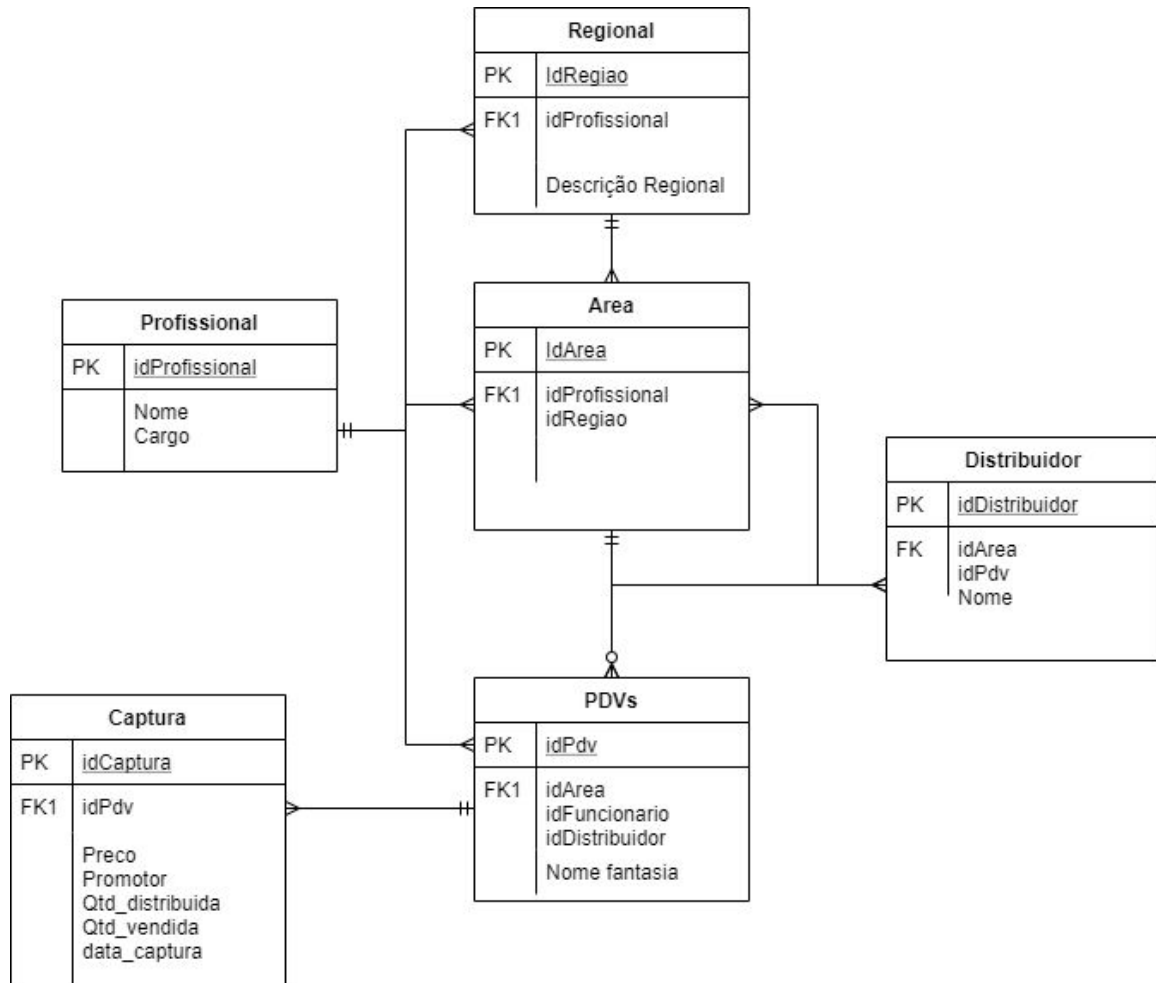 Regional
PK IdRegiao
FK1 idProfissional
Descrição Regional
Area
PK IdArea
FK1 idProfissional
idRegiao
Profissional
PK idProfissional
Nome
Cargo
Distribuidor
PK idDistribuidor
FK idArea
idPdv
Nome
PDVs
PK idPdv
FK1 idArea
idFuncionario
idDistribuidor
Nome fantasia
Captura
PK idCaptura
FK1 idPdv
Preco
Promotor
Qtd_distribuida
Qtd_vendida
data_captura